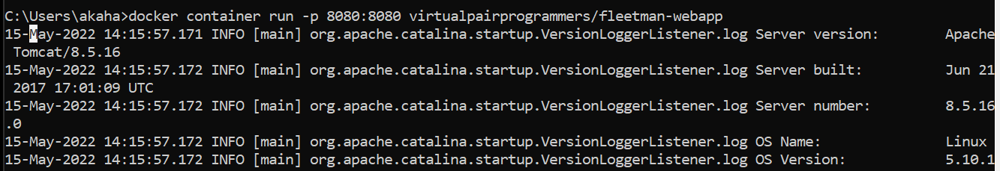 C:\Users\akaha>docker container run -p 8080:8080 virtualpairprogrammers/fleetman-webapp
15-May-2022 14:15:57.171 INFO [main] org.apache.catalina.startup.VersionLoggerListener.log Server version:        Apache
 Tomcat/8.5.16
15-May-2022 14:15:57.172 INFO [main] org.apache.catalina.startup.VersionLoggerListener.log Server built:          Jun 21
 2017 17:01:09 UTC
15-May-2022 14:15:57.172 INFO [main] org.apache.catalina.startup.VersionLoggerListener.log Server number:         8.5.16
.0
15-May-2022 14:15:57.172 INFO [main] org.apache.catalina.startup.VersionLoggerListener.log OS Name:               Linux
15-May-2022 14:15:57.172 INFO [main] org.apache.catalina.startup.VersionLoggerListener.log OS Version:            5.10.1